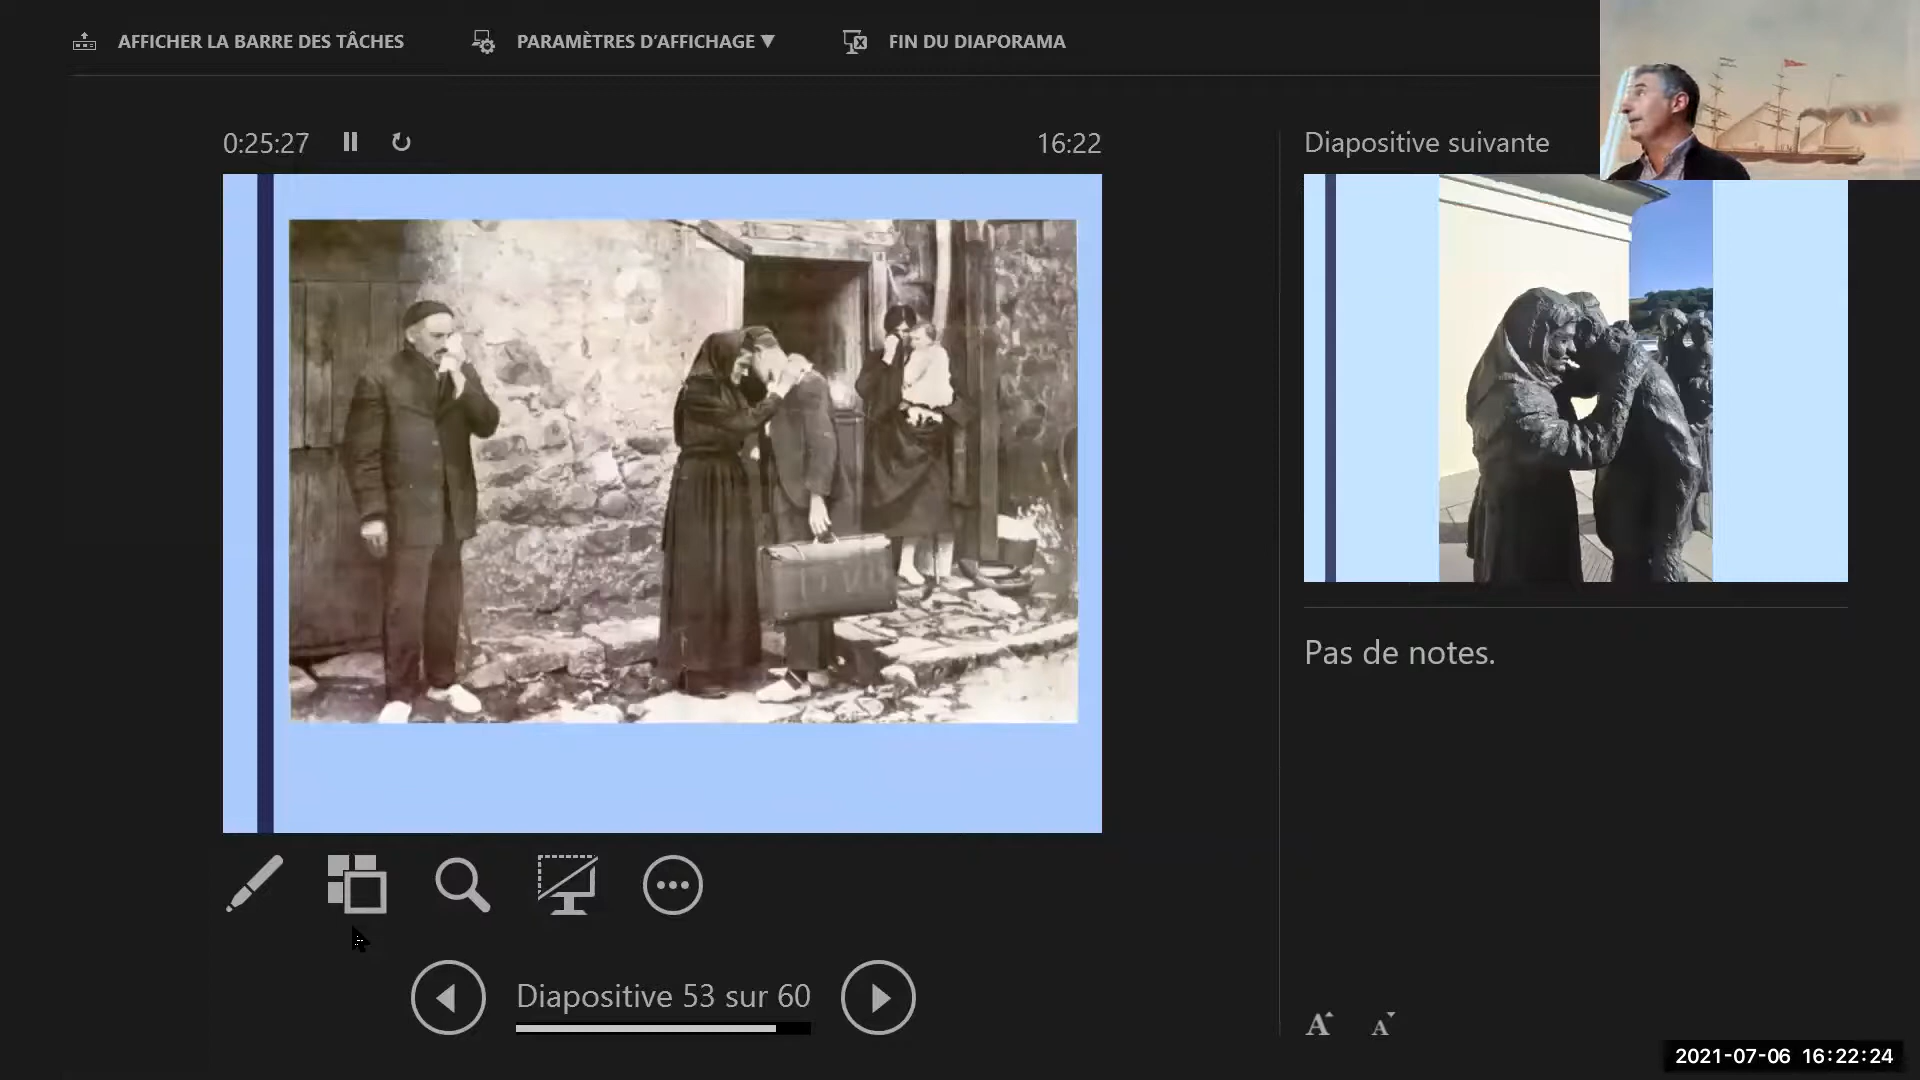 AFFICHER LA BARRE DES TÂCHES
PARAMÈTRES D'AFFICHAGE ▼
FIN DU DIAPORAMA
0:25:27
16:22
Diapositive suivante
Pas de notes.
Diapositive 53 sur 60
A A
2021-07-06 16:22:24